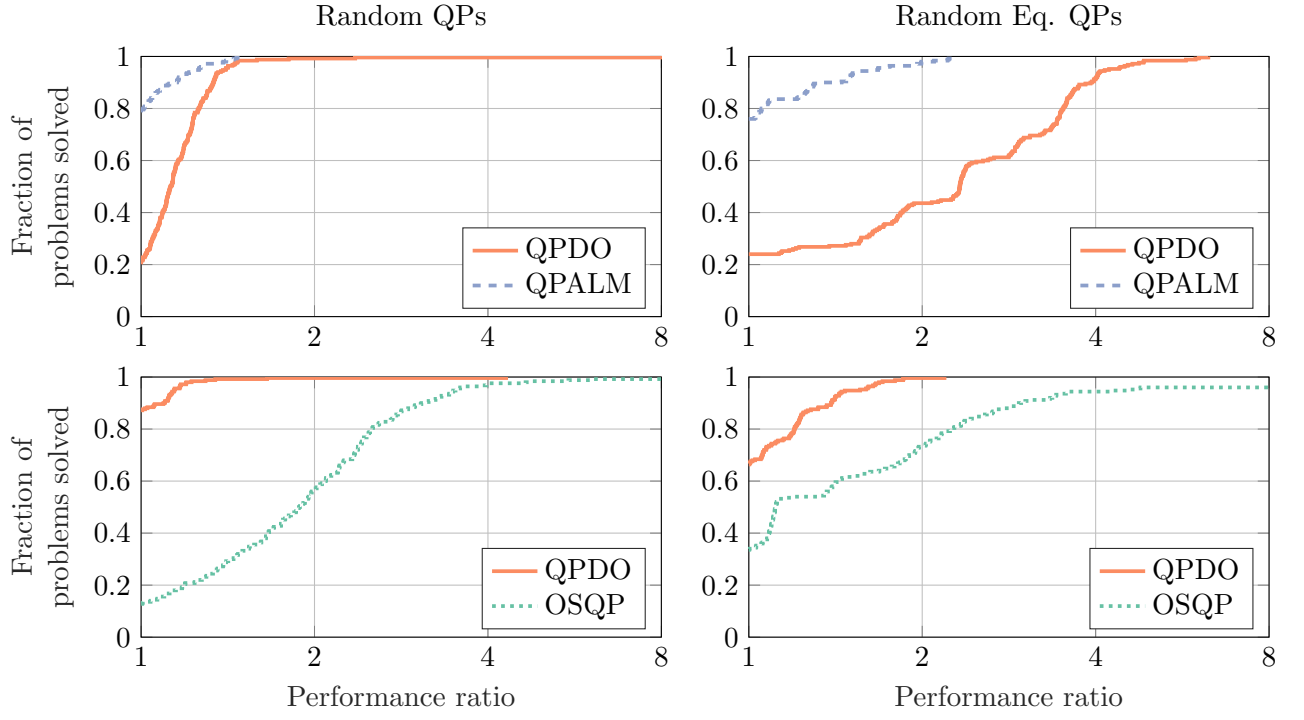 Random QPs
Random Eq. QPs
Fraction of
problems solved
1
0.8
0.6
0.4
0.2
0
1
2
4
8
QPDO
QPALM
1
0.8
0.6
0.4
0.2
0
1
2
4
8
QPDO
QPALM
Fraction of
problems solved
1
0.8
0.6
0.4
0.2
0
1
2
4
8
QPDO
OSQP
Performance ratio
1
0.8
0.6
0.4
0.2
0
1
2
4
8
QPDO
OSQP
Performance ratio